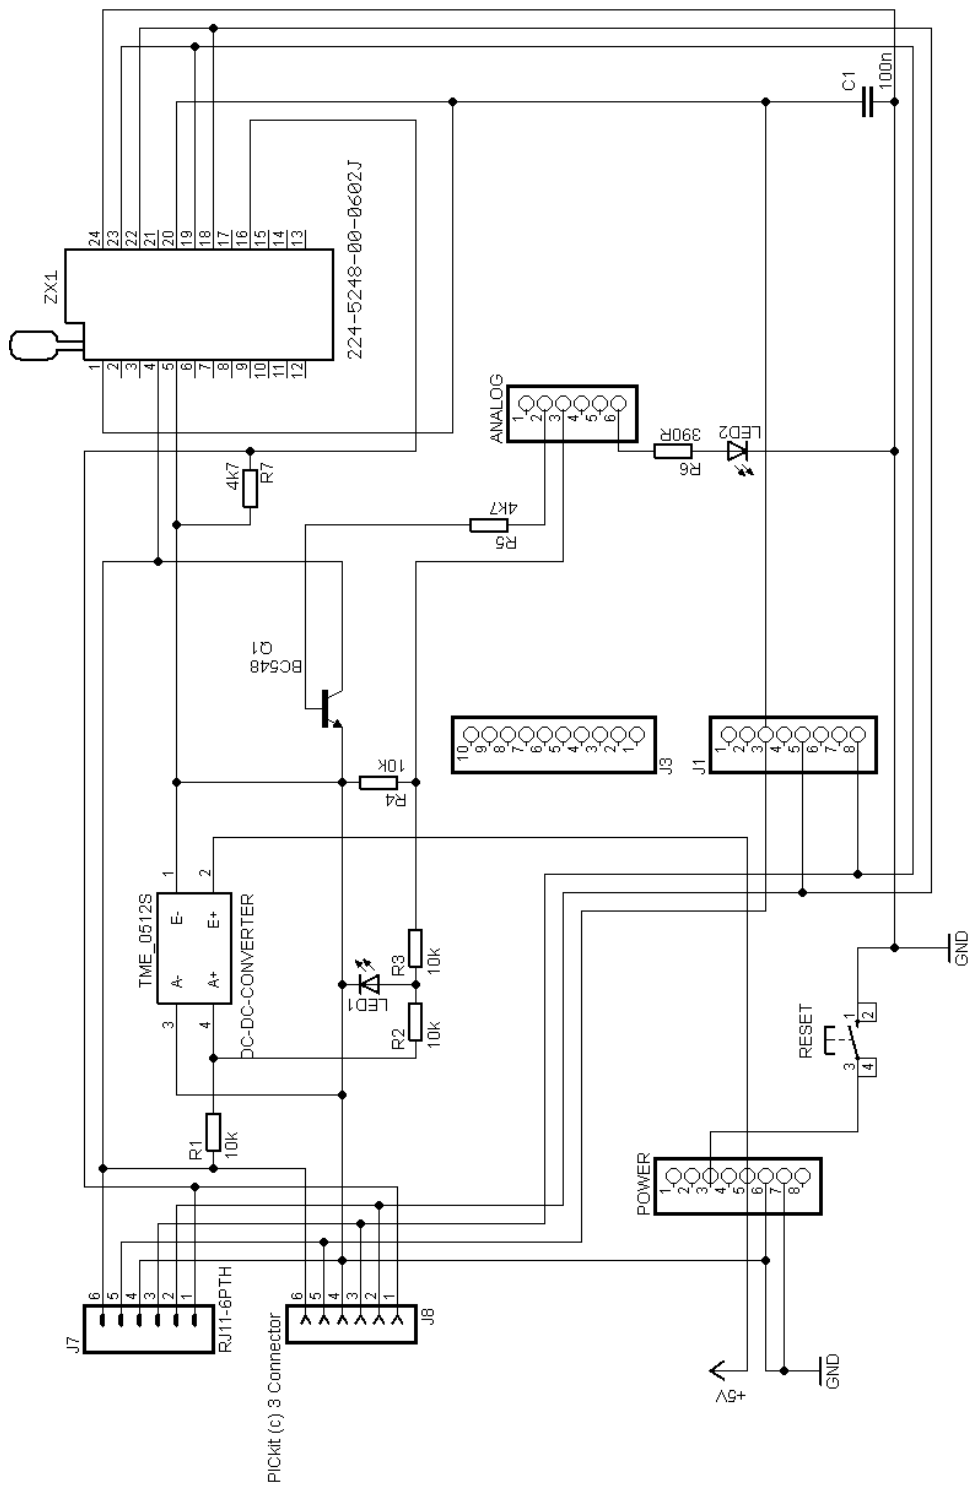 C1
100n
24
23
22
21
20
19
18
17
16
15
14
13
ZX1
224-5248-00-0602J
1
2
3
4
5
6
7
8
9
10
11
12
ANALOG
1
2
3
4
5
6
390R
R6
LED2
4k7
R7
4k7
R5
Q1
BC548
10k
R4
10
9
8
7
6
5
4
3
2
1
J3
1
2
3
4
5
6
7
8
J1
TME_0512S
1
2
E-
E+
A-
A+
3
4
DC-DC-CONVERTER
LED1
R3
10k
R2
10k
R1
10k
GND
RESET
1
2
3
4
POWER
1
2
3
4
5
6
7
8
J7
6
5
4
3
2
1
RJ11-6PTH
PICkit (c) 3 Connector
6
5
4
3
2
1
J8
+5V
GND